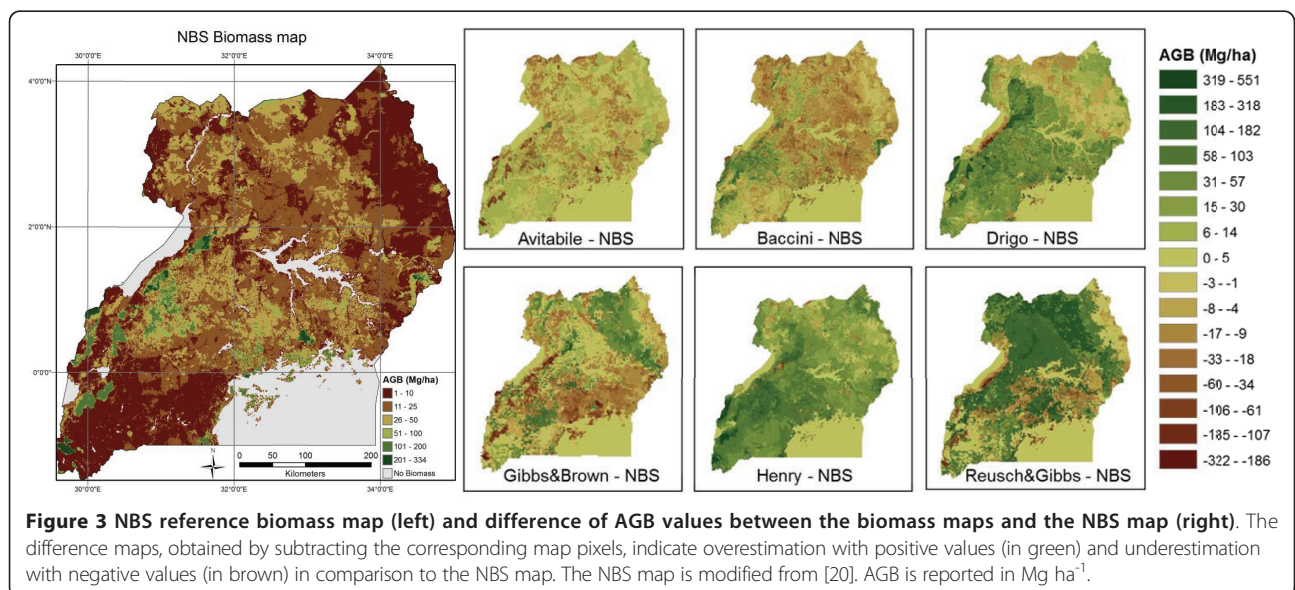 NBS Biomass map
30°0'0"E
32°0'0"E
34°0'0"E
4°0'0"N
2°0'0"N
0°0'0"N
AGB (Mg/ha)
1 - 10
11 - 25
26 - 50
51 - 100
101 - 200
201 - 334
No Biomass
N
0 50 100 200
Kilometers
30°0'0"E
32°0'0"E
34°0'0"E
Avitabile - NBS
Baccini - NBS
Drigo - NBS
Gibbs&Brown - NBS
Henry - NBS
Reusch&Gibbs - NBS
AGB (Mg/ha)
319 - 551
183 - 318
104 - 182
58 - 103
31 - 57
15 - 30
6 - 14
0 - 5
-3 - -1
-8 - -4
-17 - -9
-33 - -18
-60 - -34
-106 - -61
-185 - -107
-322 - -186
Figure 3 NBS reference biomass map (left) and difference of AGB values between the biomass maps and the NBS map (right). The
difference maps, obtained by subtracting the corresponding map pixels, indicate overestimation with positive values (in green) and underestimation
with negative values (in brown) in comparison to the NBS map. The NBS map is modified from [20]. AGB is reported in Mg ha⁻¹.